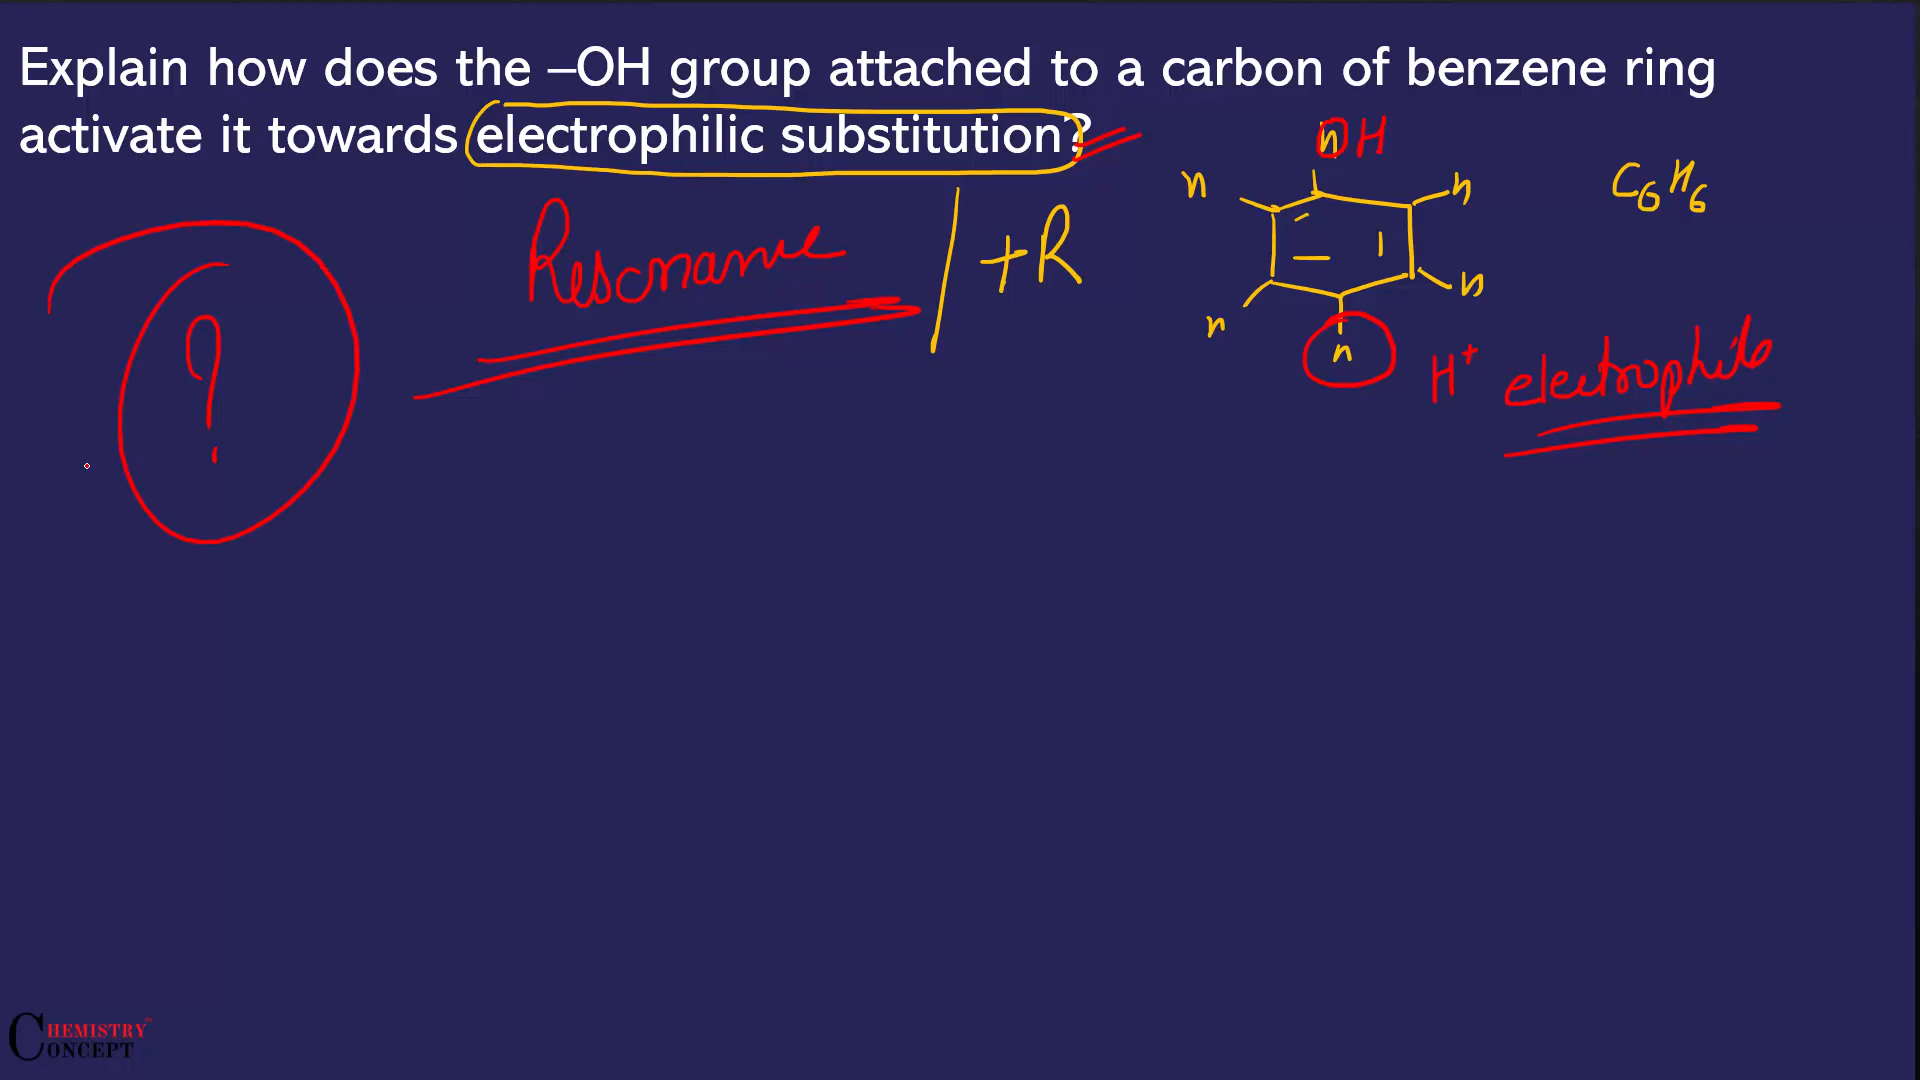 Explain how does the –OH group attached to a carbon of benzene ring
activate it towards electrophilic substitution?
OH
n
n
C6H6
Resonance
+R
n
n
n
H+ electrophile
?
CHEMISTRY
CONCEPT